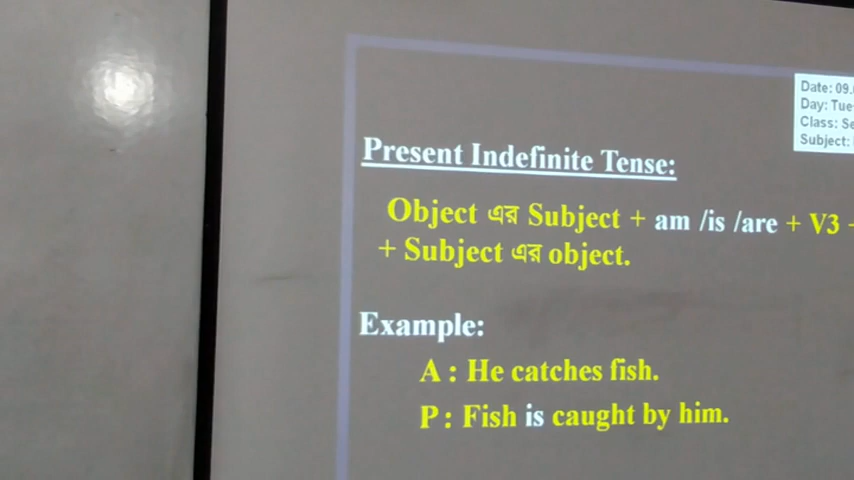 Date: 09.
Day: Tue
Class: Se
Subject:
Present Indefinite Tense:
Object এর Subject + am /is /are + V3
+ Subject এর object.
Example:
A : He catches fish.
P : Fish is caught by him.